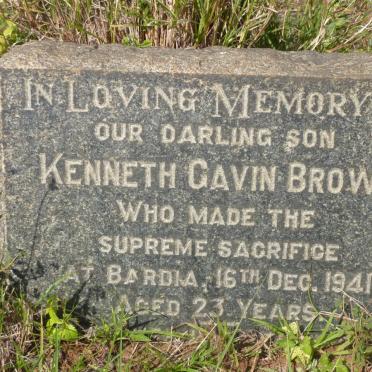 IN LOVING MEMORY
OUR DARLING SON
KENNETH GAVIN BROW
WHO MADE THE
SUPREME SACRIFICE
AT BARDIA, 16TH DEC. 1941
AGED 23 YEARS